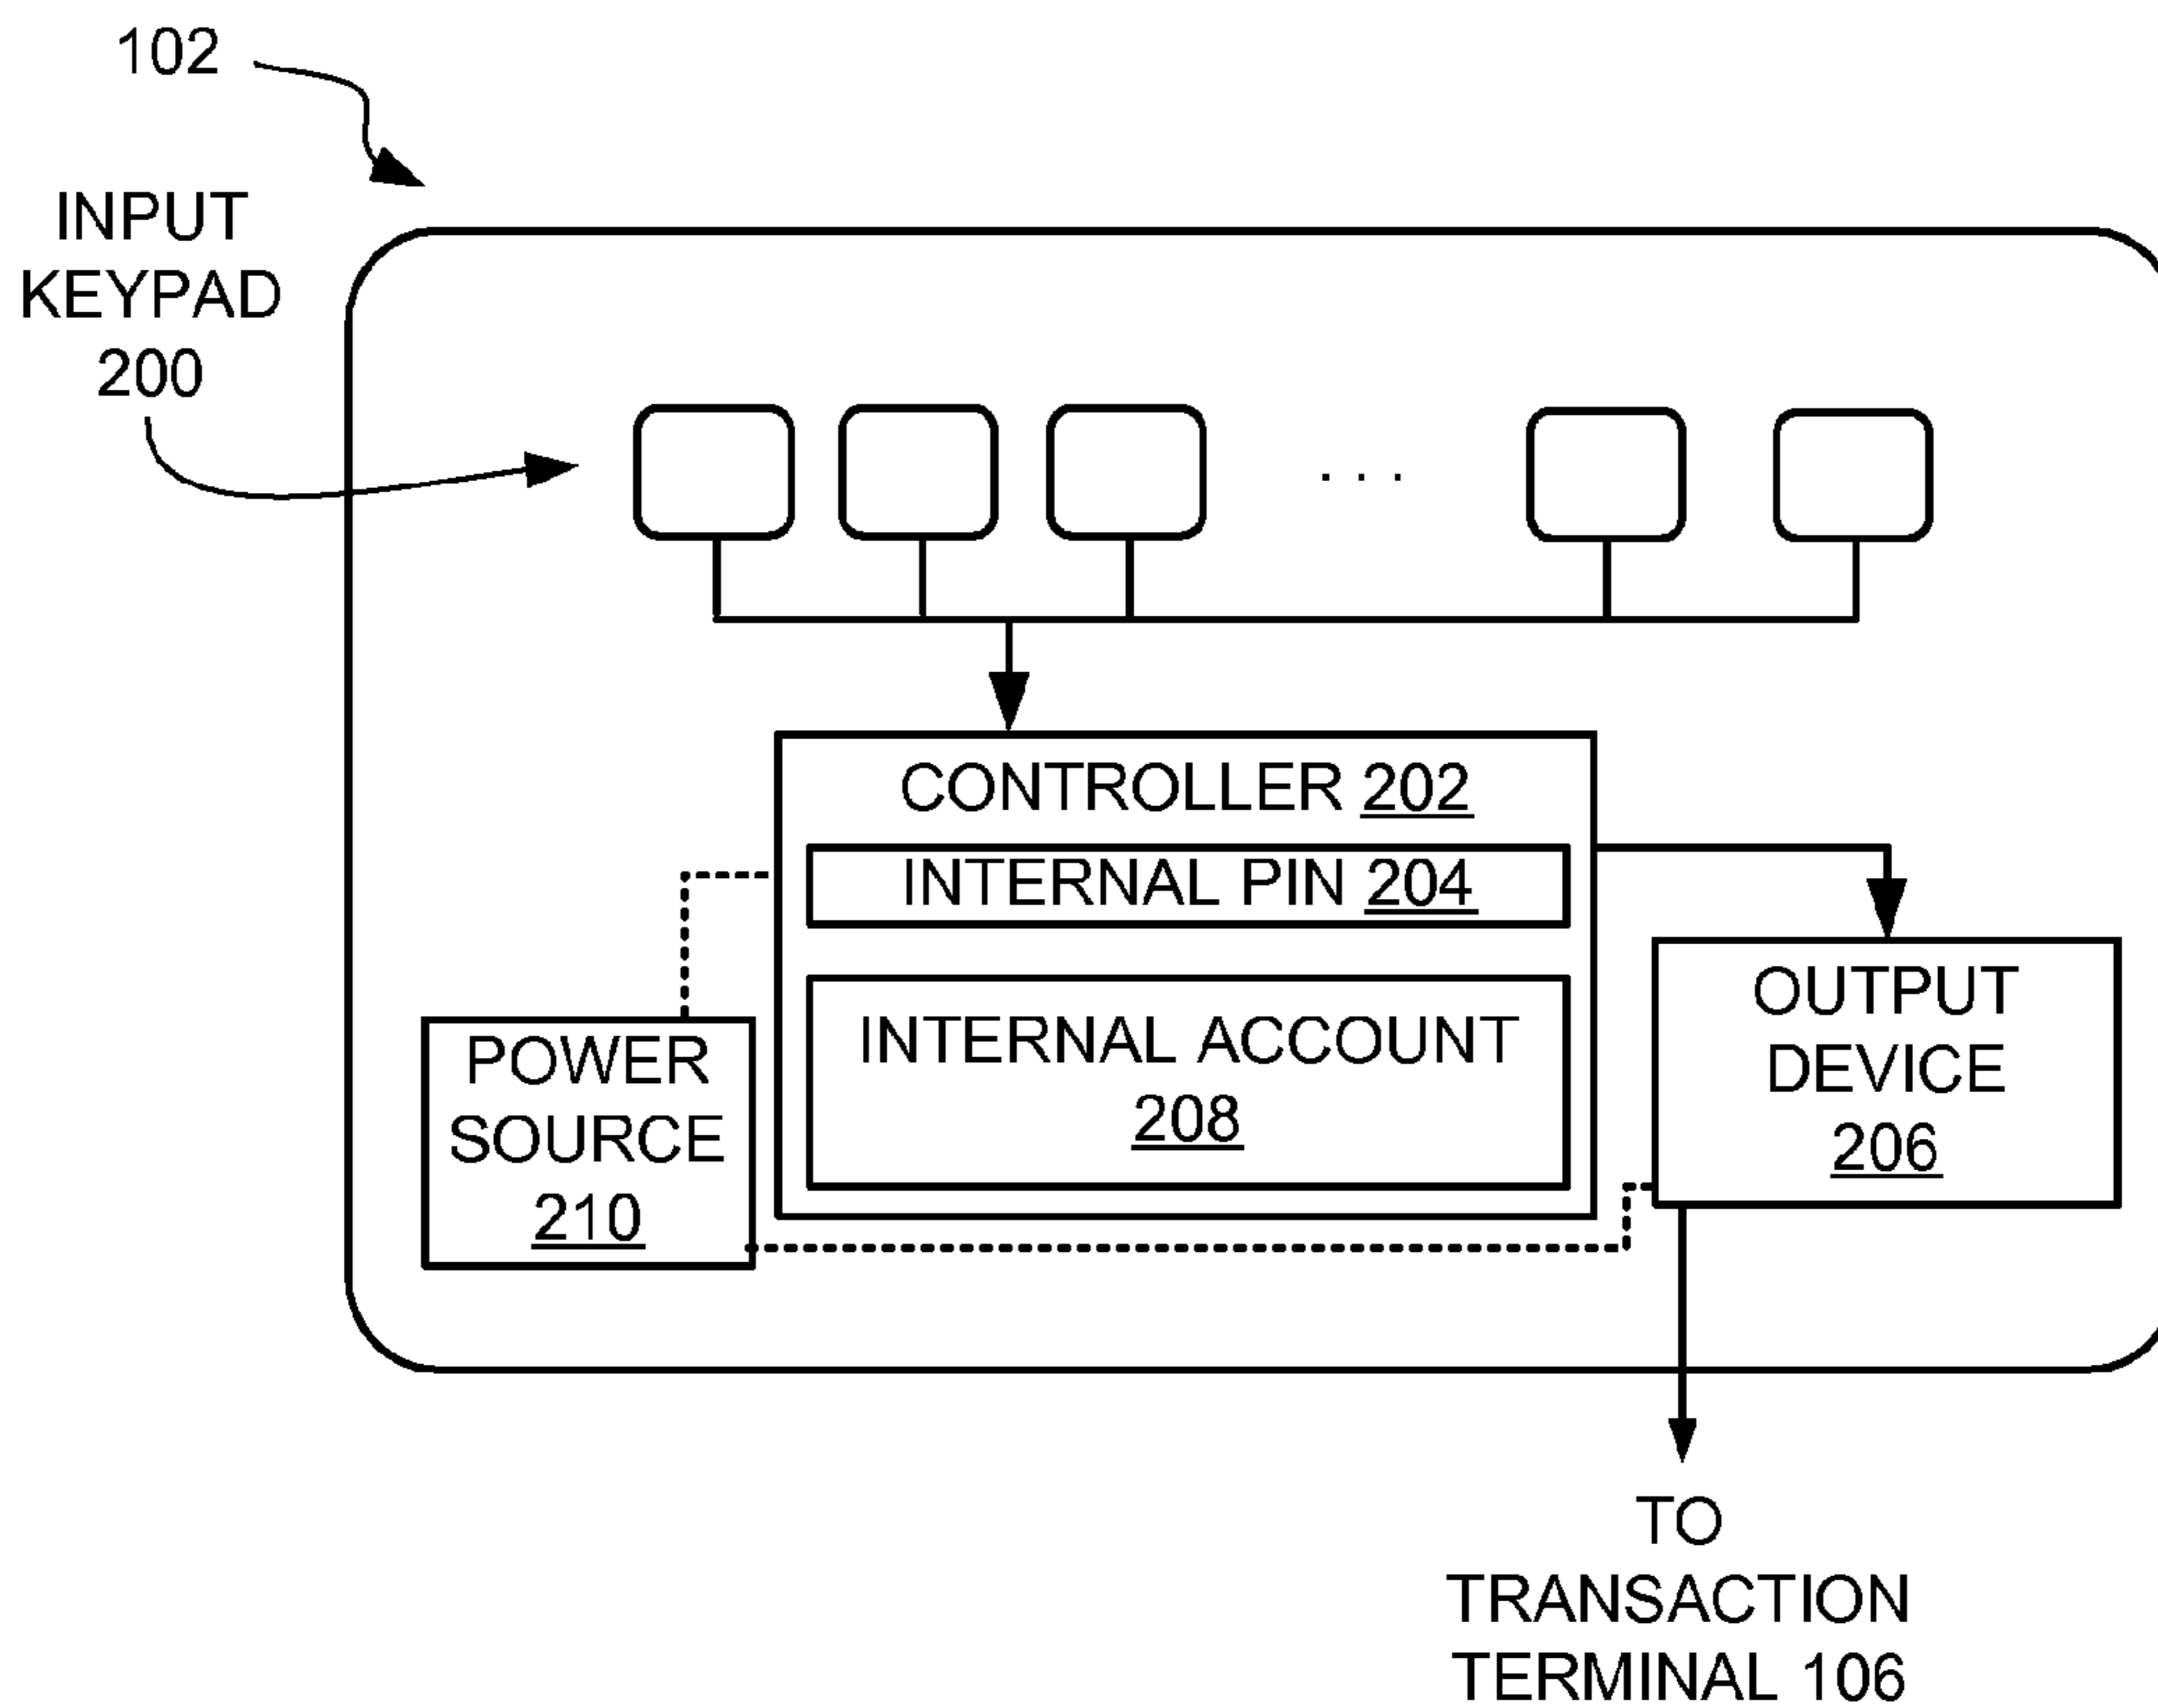 102
INPUT
KEYPAD
200
. . .
CONTROLLER 202
INTERNAL PIN 204
INTERNAL ACCOUNT
208
POWER
SOURCE
210
OUTPUT
DEVICE
206
TO
TRANSACTION
TERMINAL 106